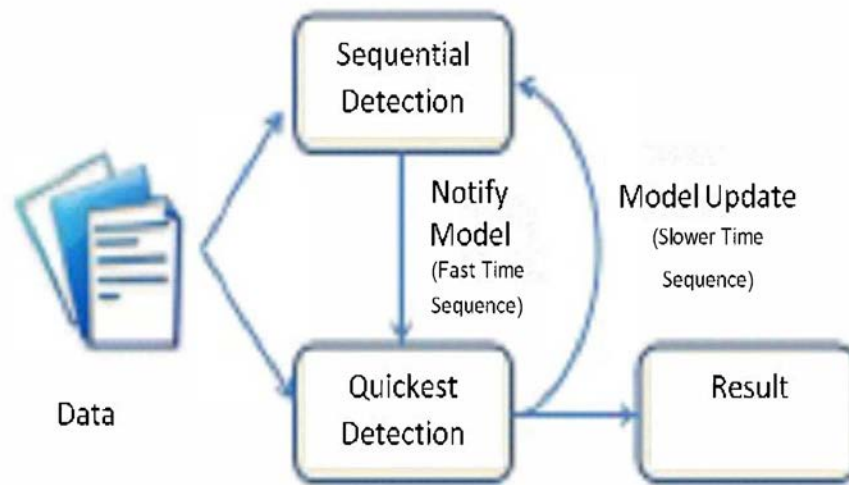 Sequential
Detection
Notify
Model
(Fast Time
Sequence)
Model Update
(Slower Time
Sequence)
Data
Quickest
Detection
Result